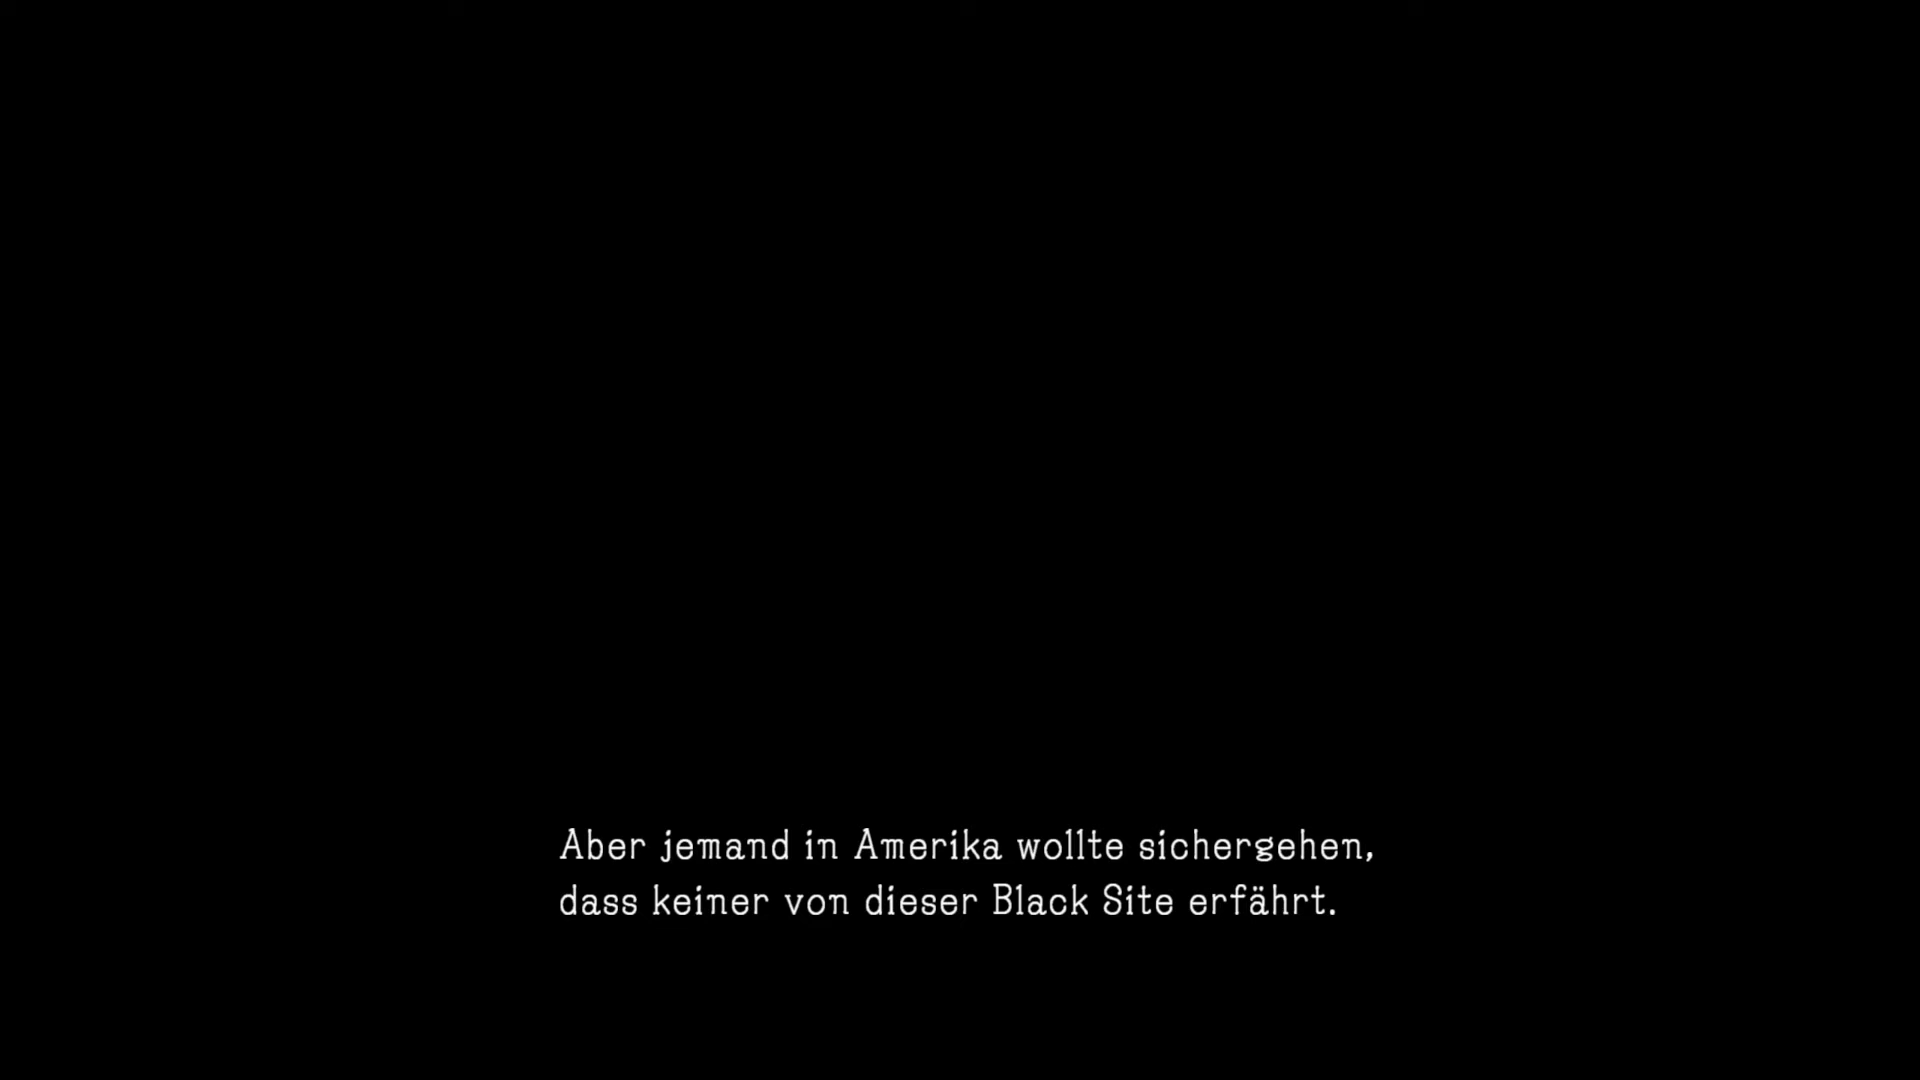 Aber jemand in Amerika wollte sichergehen,
dass keiner von dieser Black Site erfährt.